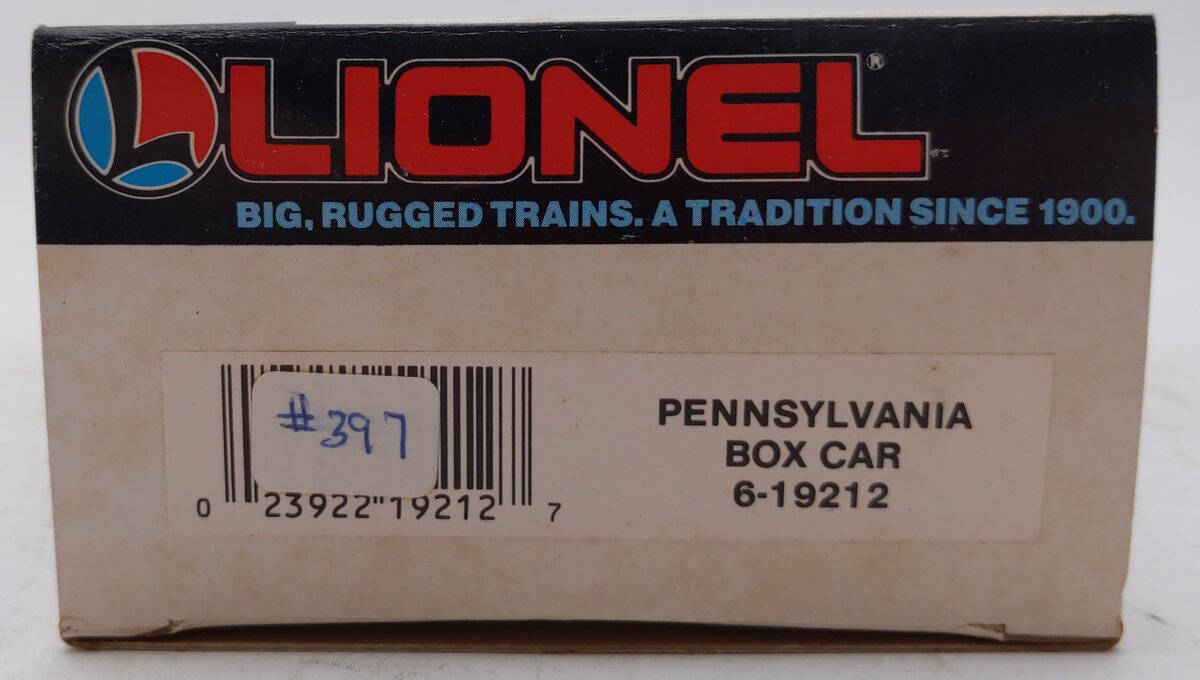 LIONEL®
BIG, RUGGED TRAINS. A TRADITION SINCE 1900.
#397
0 23922"19212 7
PENNSYLVANIA
BOX CAR
6-19212